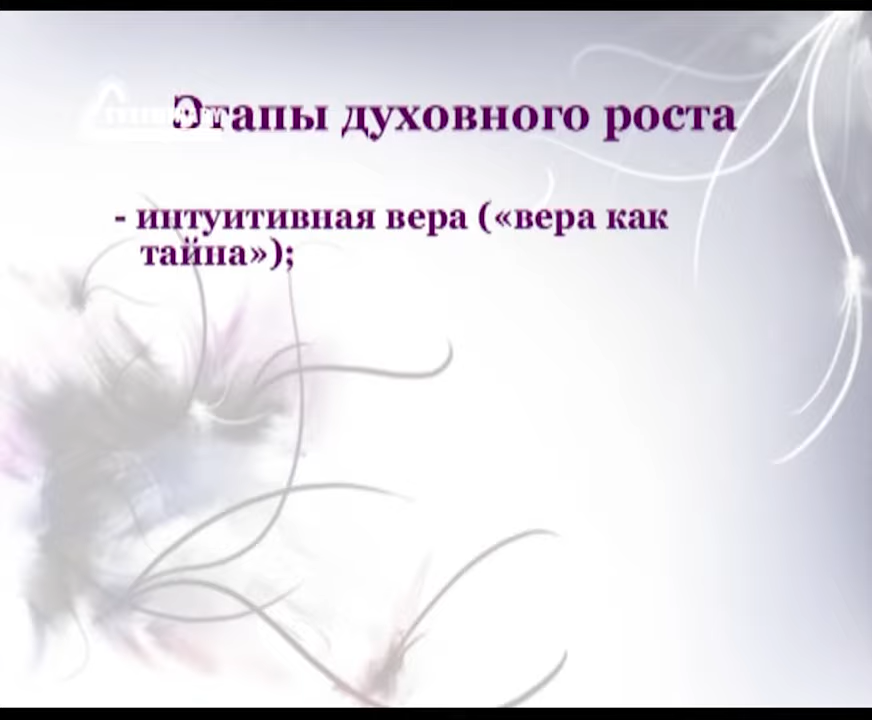 Этапы духовного роста
- интуитивная вера («вера как
тайна»);